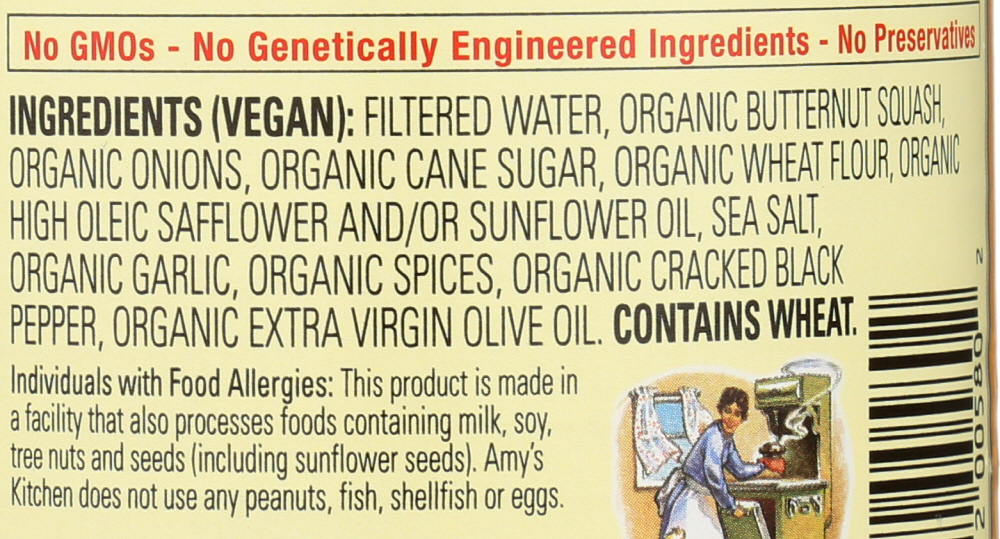 No GMOs - No Genetically Engineered Ingredients - No Preservatives
INGREDIENTS (VEGAN): FILTERED WATER, ORGANIC BUTTERNUT SQUASH,
ORGANIC ONIONS, ORGANIC CANE SUGAR, ORGANIC WHEAT FLOUR, ORGANIC
HIGH OLEIC SAFFLOWER AND/OR SUNFLOWER OIL, SEA SALT,
ORGANIC GARLIC, ORGANIC SPICES, ORGANIC CRACKED BLACK
PEPPER, ORGANIC EXTRA VIRGIN OLIVE OIL. CONTAINS WHEAT.
Individuals with Food Allergies: This product is made in
a facility that also processes foods containing milk, soy,
tree nuts and seeds (including sunflower seeds). Amy's
Kitchen does not use any peanuts, fish, shellfish or eggs.
2 00580
2